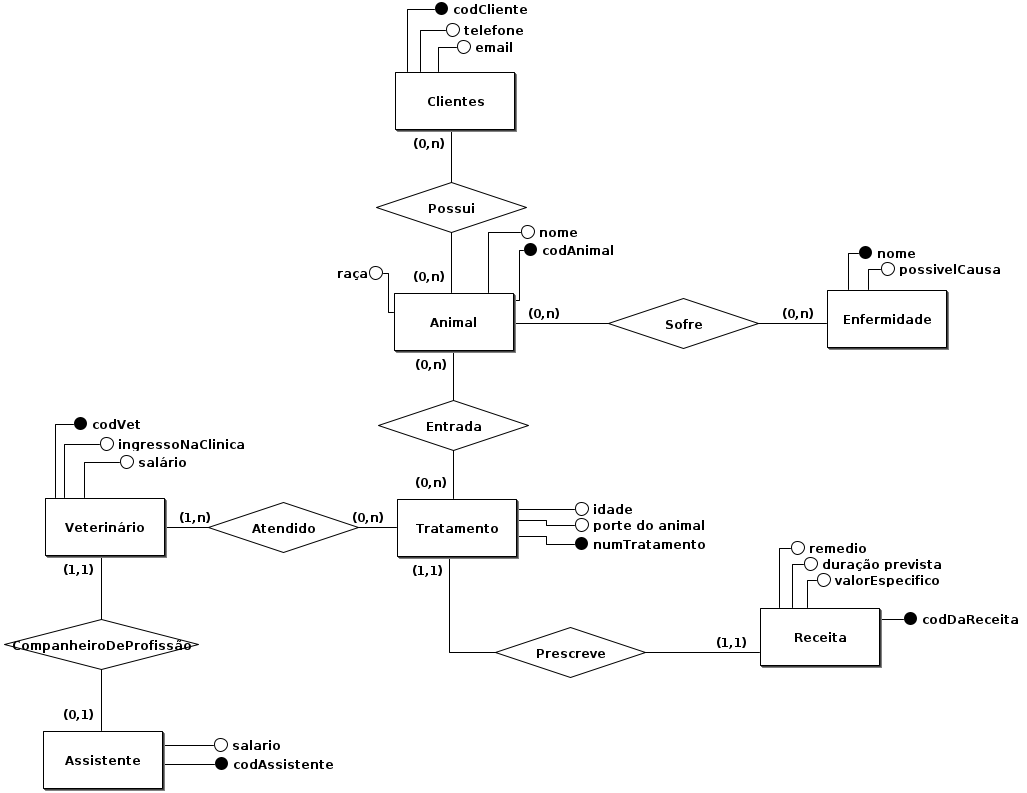 codCliente
telefone
email
Clientes
(0,n)
Possui
nome
codAnimal
raça
(0,n)
Animal
(0,n)
Sofre
(0,n)
nome
possivelCausa
Enfermidade
(0,n)
Entrada
(0,n)
codVet
ingressoNaClinica
salário
Veterinário
(1,n)
Atendido
(0,n)
Tratamento
idade
porte do animal
numTratamento
(1,1)
(1,1)
Prescreve
(1,1)
remedio
duração prevista
valorEspecifico
Receita
codDaReceita
CompanheiroDeProfissão
(0,1)
Assistente
salario
codAssistente